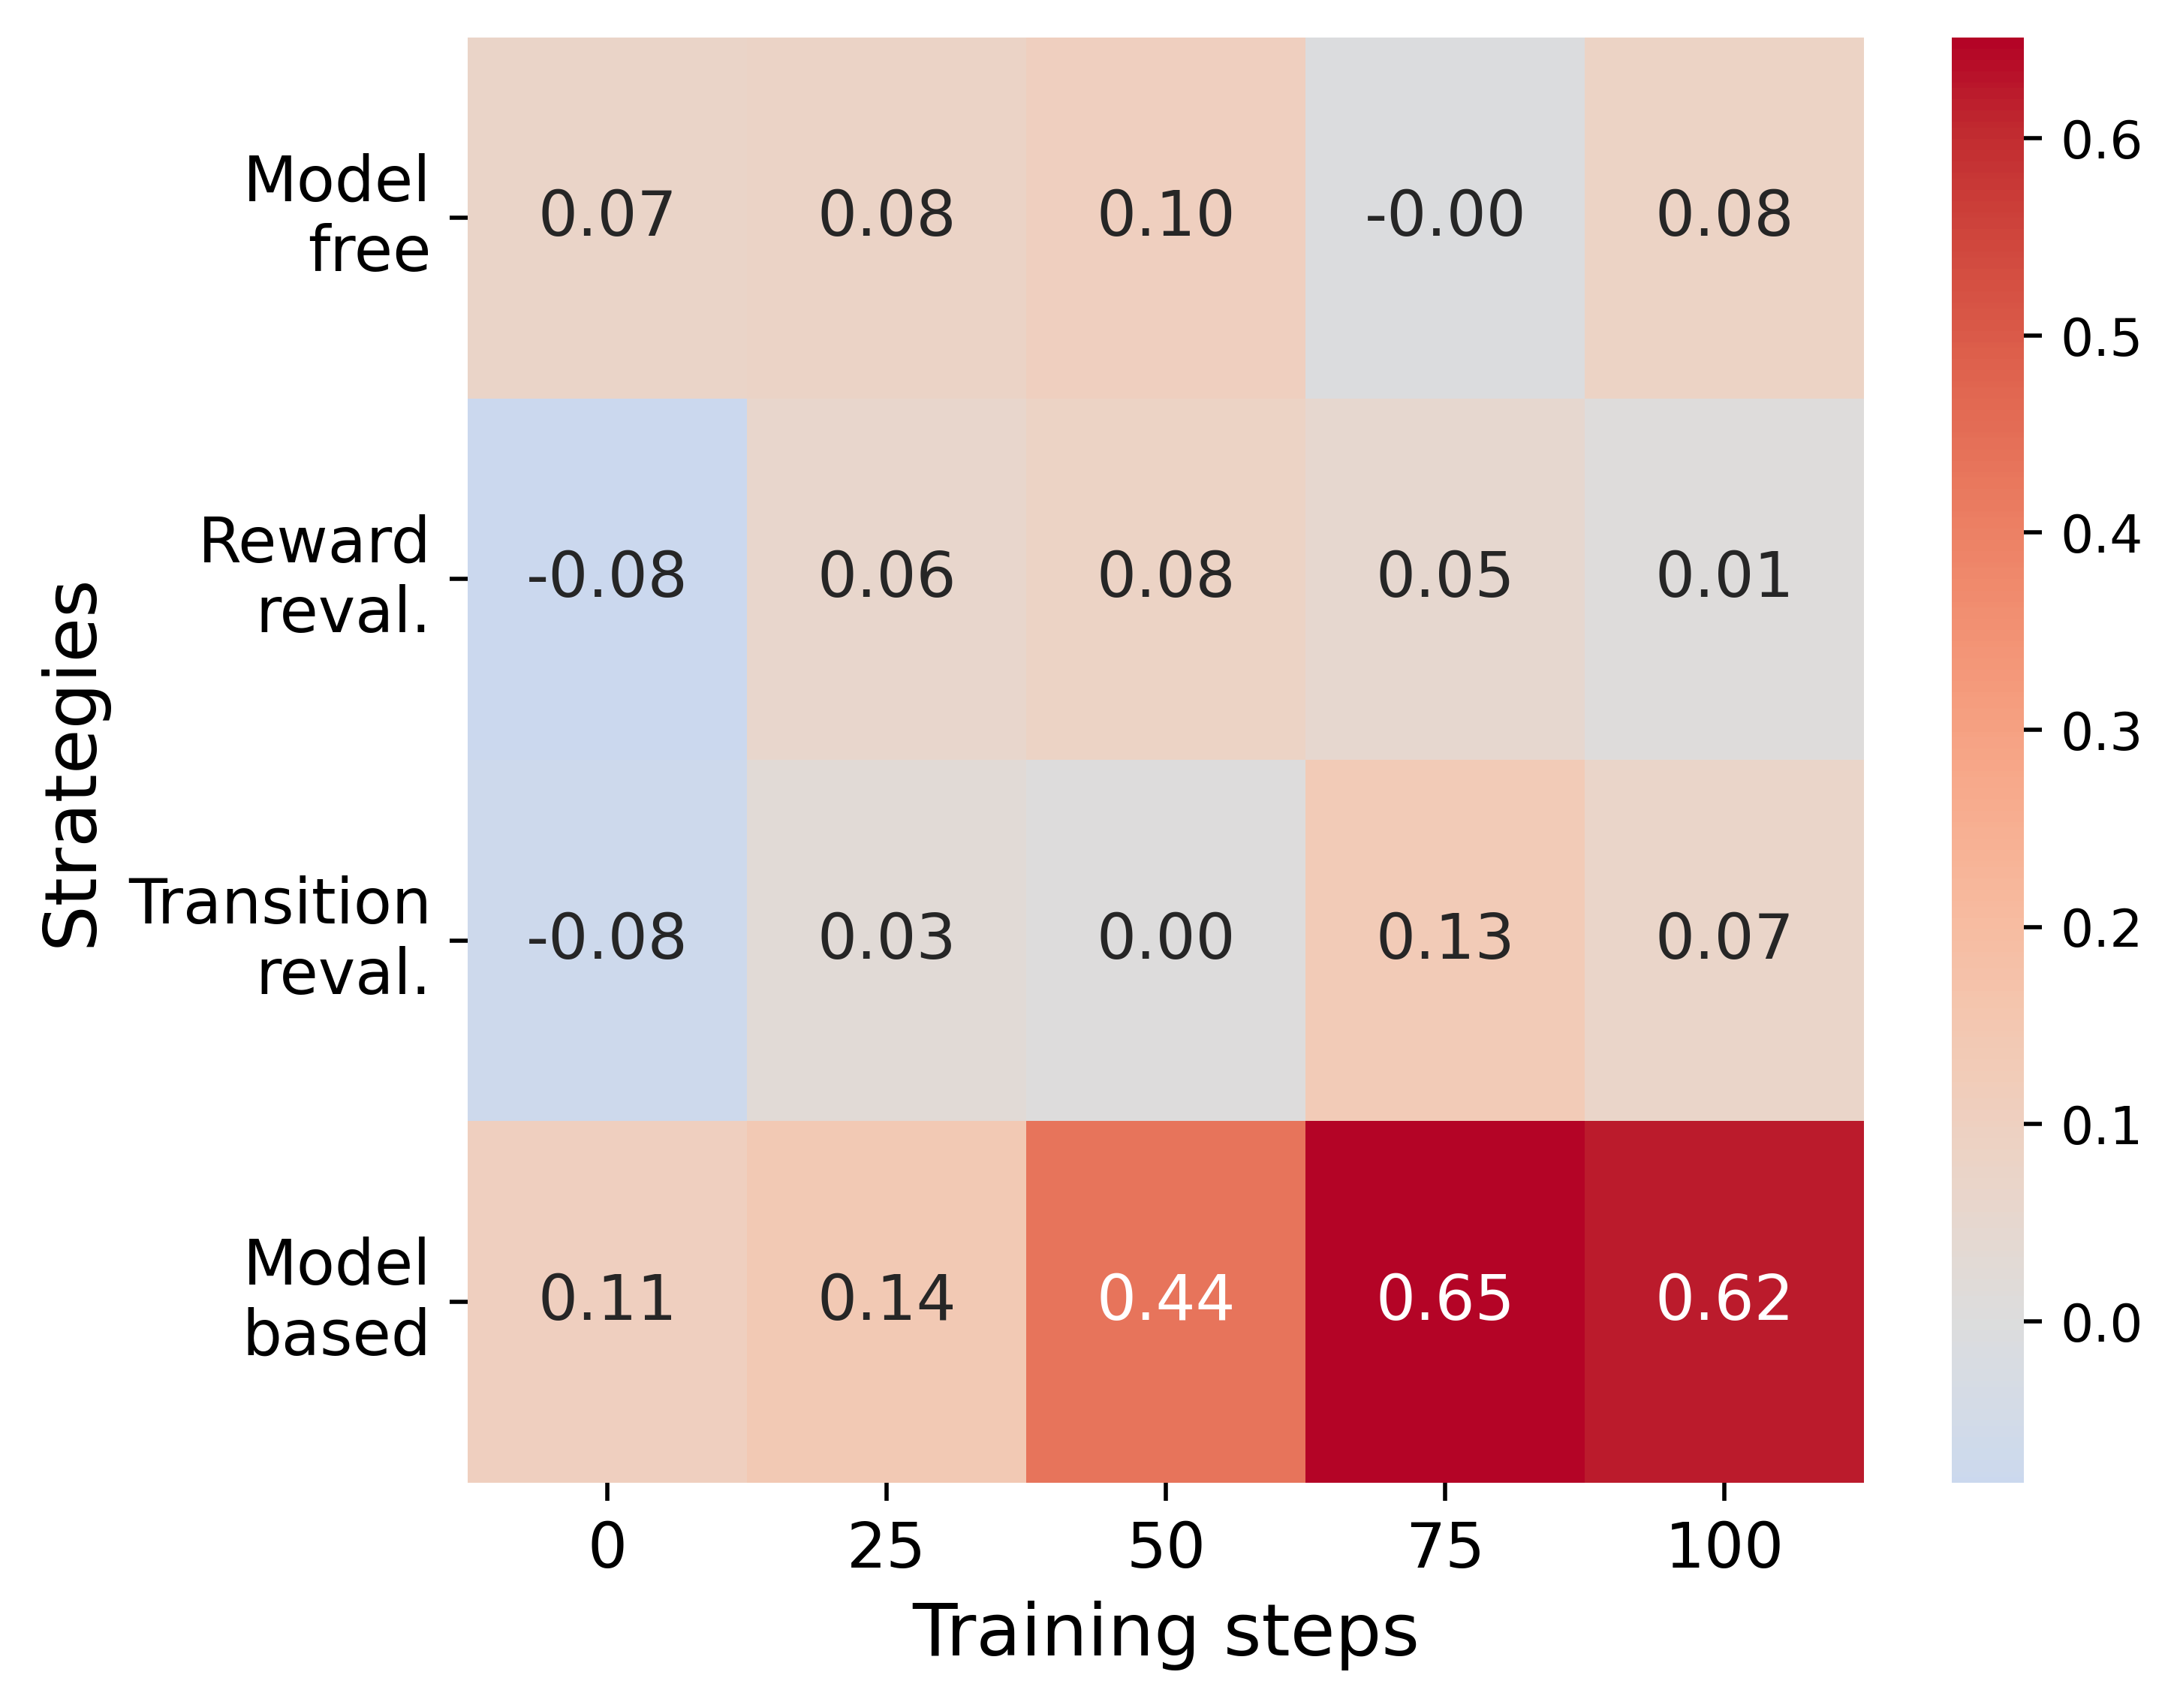 Strategies
Model
free
0.07 0.08 0.10 -0.00 0.08
Reward
reval.
-0.08 0.06 0.08 0.05 0.01
Transition
reval.
-0.08 0.03 0.00 0.13 0.07
Model
based
0.11 0.14 0.44 0.65 0.62
0 25 50 75 100
Training steps
0.6
0.5
0.4
0.3
0.2
0.1
0.0